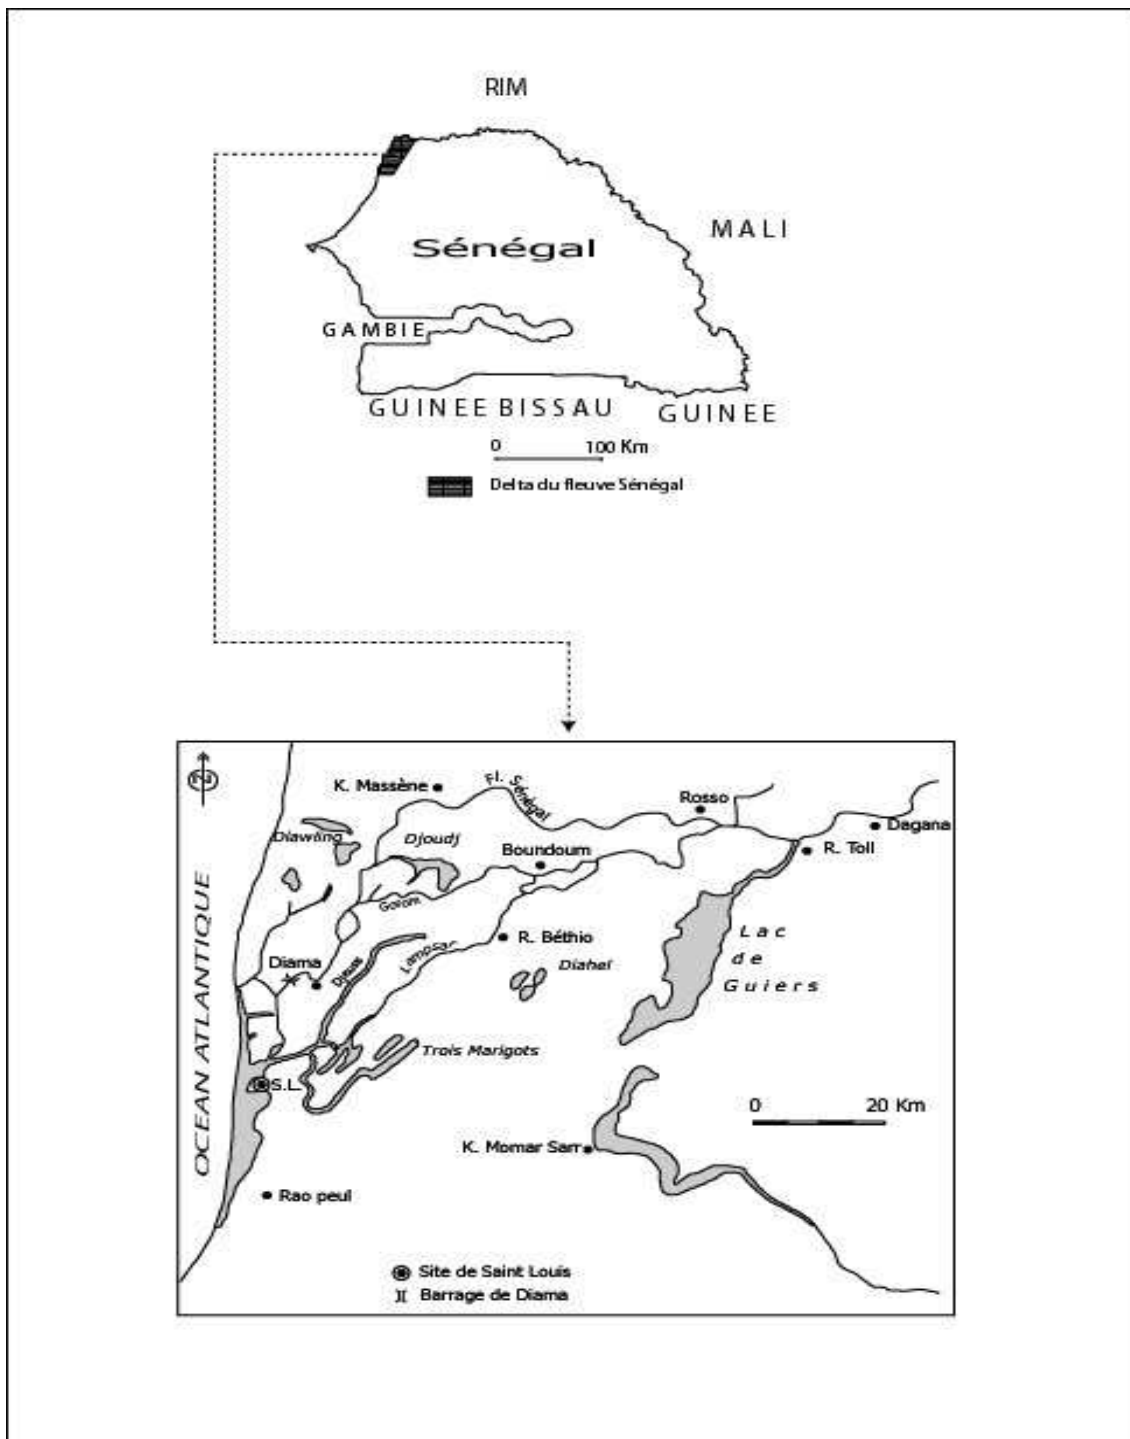 RIM
MALI
Sénégal
GAMBIE
GUINEE BISSAU
GUINEE
0 100 Km
Delta du fleuve Sénégal
N
K. Massène
Fl. Sénégal
Rosso
Dagana
Diawling
Djoudj
Boundoum
R. Toll
Gorom
OCEAN ATLANTIQUE
Lac
de
Guiers
R. Béthio
Lampsar
Diama
Djeuss
Diahel
Trois Marigots
S.L.
0 20 Km
K. Momar Sarr
Rao peul
Site de Saint Louis
Barrage de Diama